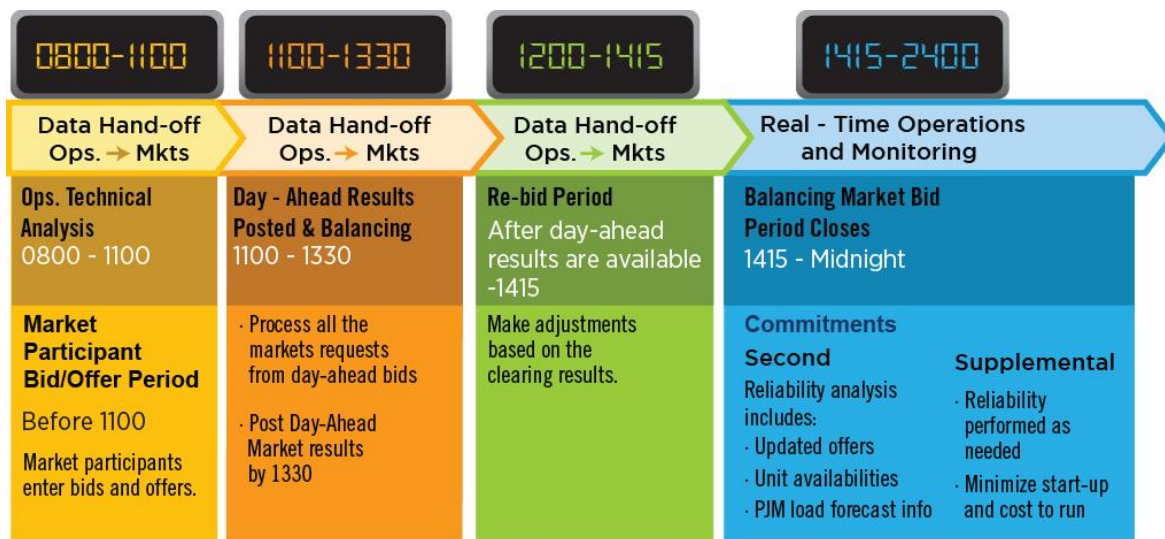 0800-1100
1100-1330
1200-1415
1415-2400
Data Hand-off
Ops. → Mkts
Data Hand-off
Ops. → Mkts
Data Hand-off
Ops. → Mkts
Real - Time Operations
and Monitoring
Ops. Technical
Analysis
0800 - 1100
Market
Participant
Bid/Offer Period
Before 1100
Market participants
enter bids and offers.
Day - Ahead Results
Posted & Balancing
1100 - 1330
· Process all the
markets requests
from day-ahead bids
· Post Day-Ahead
Market results
by 1330
Re-bid Period
After day-ahead
results are available
-1415
Make adjustments
based on the
clearing results.
Balancing Market Bid
Period Closes
1415 - Midnight
Commitments
Second
Reliability analysis
includes:
· Updated offers
· Unit availabilities
· PJM load forecast info
Supplemental
· Reliability
performed as
needed
· Minimize start-up
and cost to run